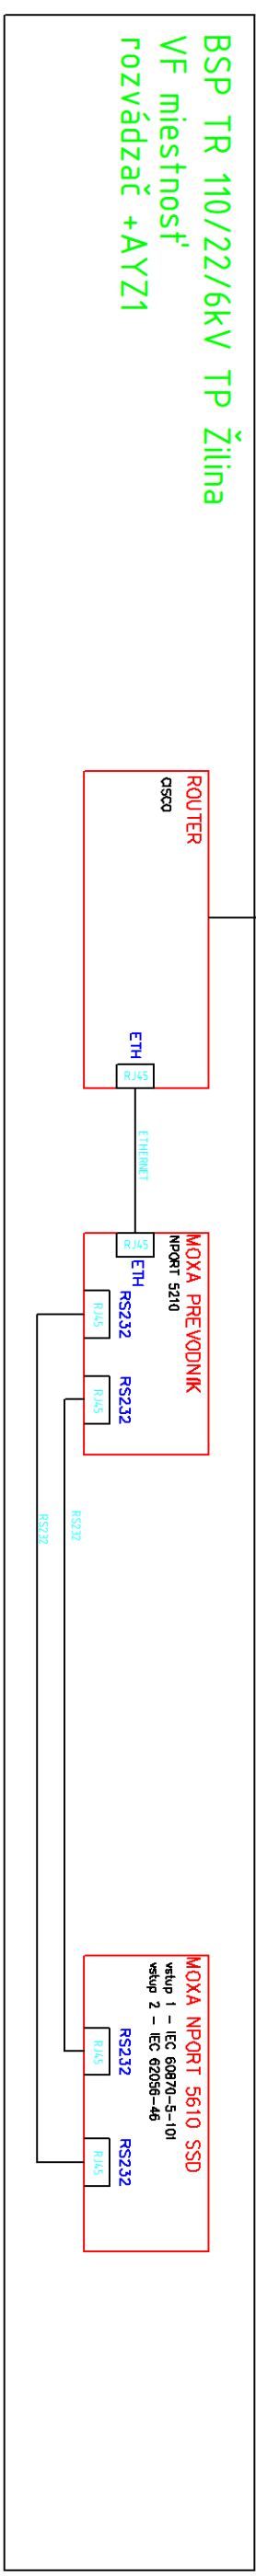 BSP TR 110/22/6kV TP Žilina
VF miestnosť
rozvádzač +AYZ1
ROUTER
cisco
ETH
RJ45
ETHERNET
MOXA PREVODNÍK
NPORT 5210
RJ45
ETH
RS232
RJ45
RS232
RJ45
RS232
RS232
MOXA NPORT 5610 SSD
vstup 1 - IEC 60870-5-101
vstup 2 - IEC 62056-46
RS232
RJ45
RS232
RJ45